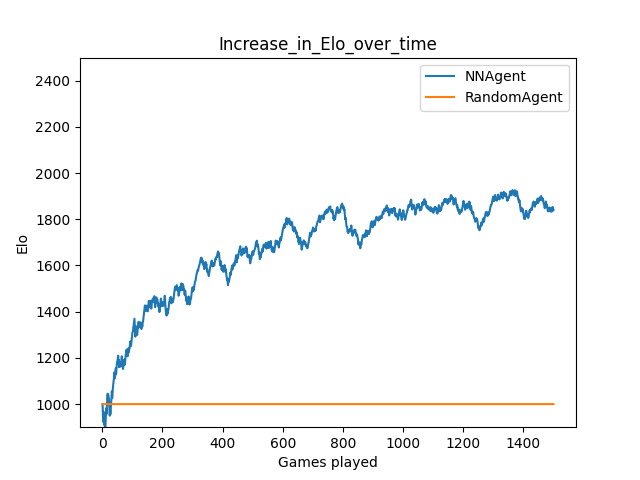 Increase_in_Elo_over_time
NNAgent
RandomAgent
2400
2200
2000
1800
1600
1400
1200
1000
Elo
0 200 400 600 800 1000 1200 1400
Games played